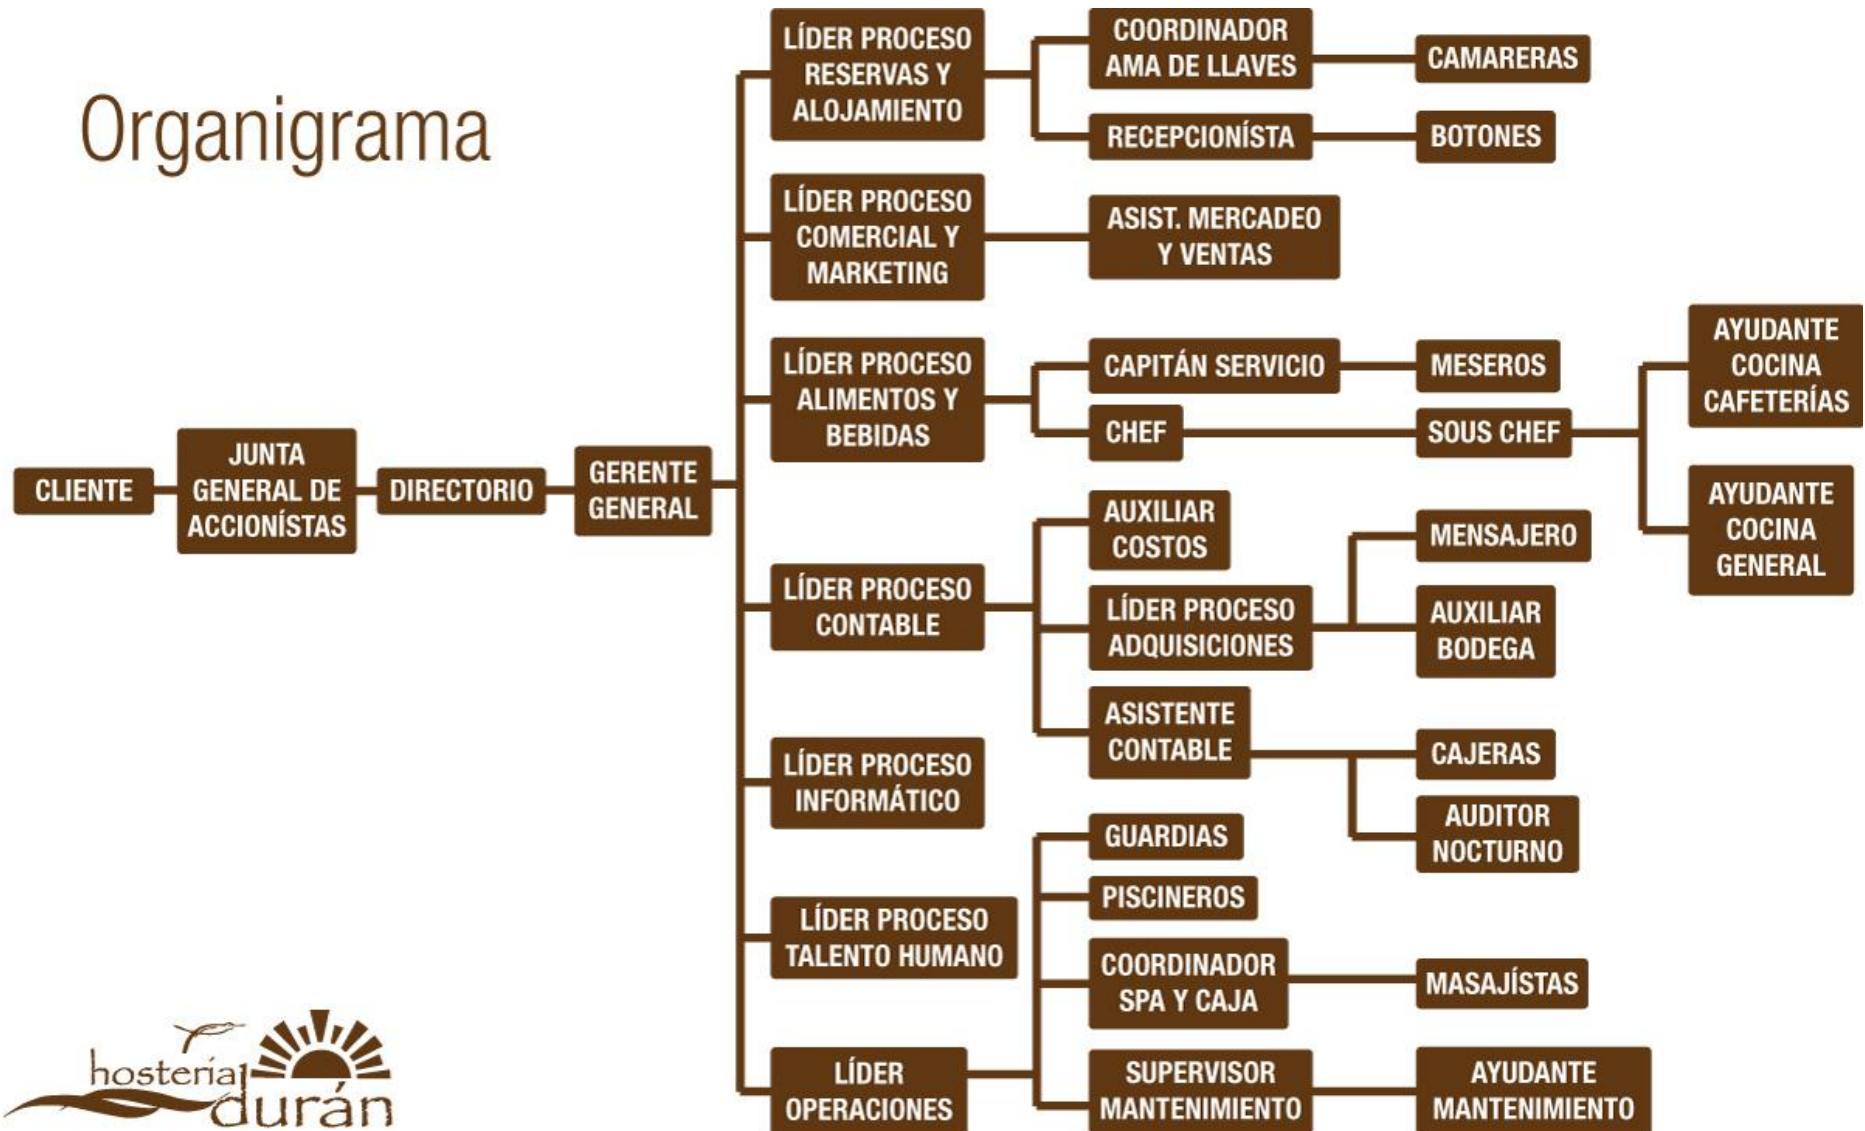 Organigrama
CLIENTE
JUNTA
GENERAL DE
ACCIONÍSTAS
DIRECTORIO
GERENTE
GENERAL
LÍDER PROCESO
RESERVAS Y
ALOJAMIENTO
COORDINADOR
AMA DE LLAVES
CAMARERAS
RECEPCIONÍSTA
BOTONES
LÍDER PROCESO
COMERCIAL Y
MARKETING
ASIST. MERCADEO
Y VENTAS
LÍDER PROCESO
ALIMENTOS Y
BEBIDAS
CAPITÁN SERVICIO
MESEROS
CHEF
SOUS CHEF
AYUDANTE
COCINA
CAFETERÍAS
AYUDANTE
COCINA
GENERAL
LÍDER PROCESO
CONTABLE
AUXILIAR
COSTOS
LÍDER PROCESO
ADQUISICIONES
MENSAJERO
AUXILIAR
BODEGA
ASISTENTE
CONTABLE
CAJERAS
AUDITOR
NOCTURNO
LÍDER PROCESO
INFORMÁTICO
LÍDER PROCESO
TALENTO HUMANO
LÍDER
OPERACIONES
GUARDIAS
PISCINEROS
COORDINADOR
SPA Y CAJA
MASAJÍSTAS
SUPERVISOR
MANTENIMIENTO
AYUDANTE
MANTENIMIENTO
hostería
durán